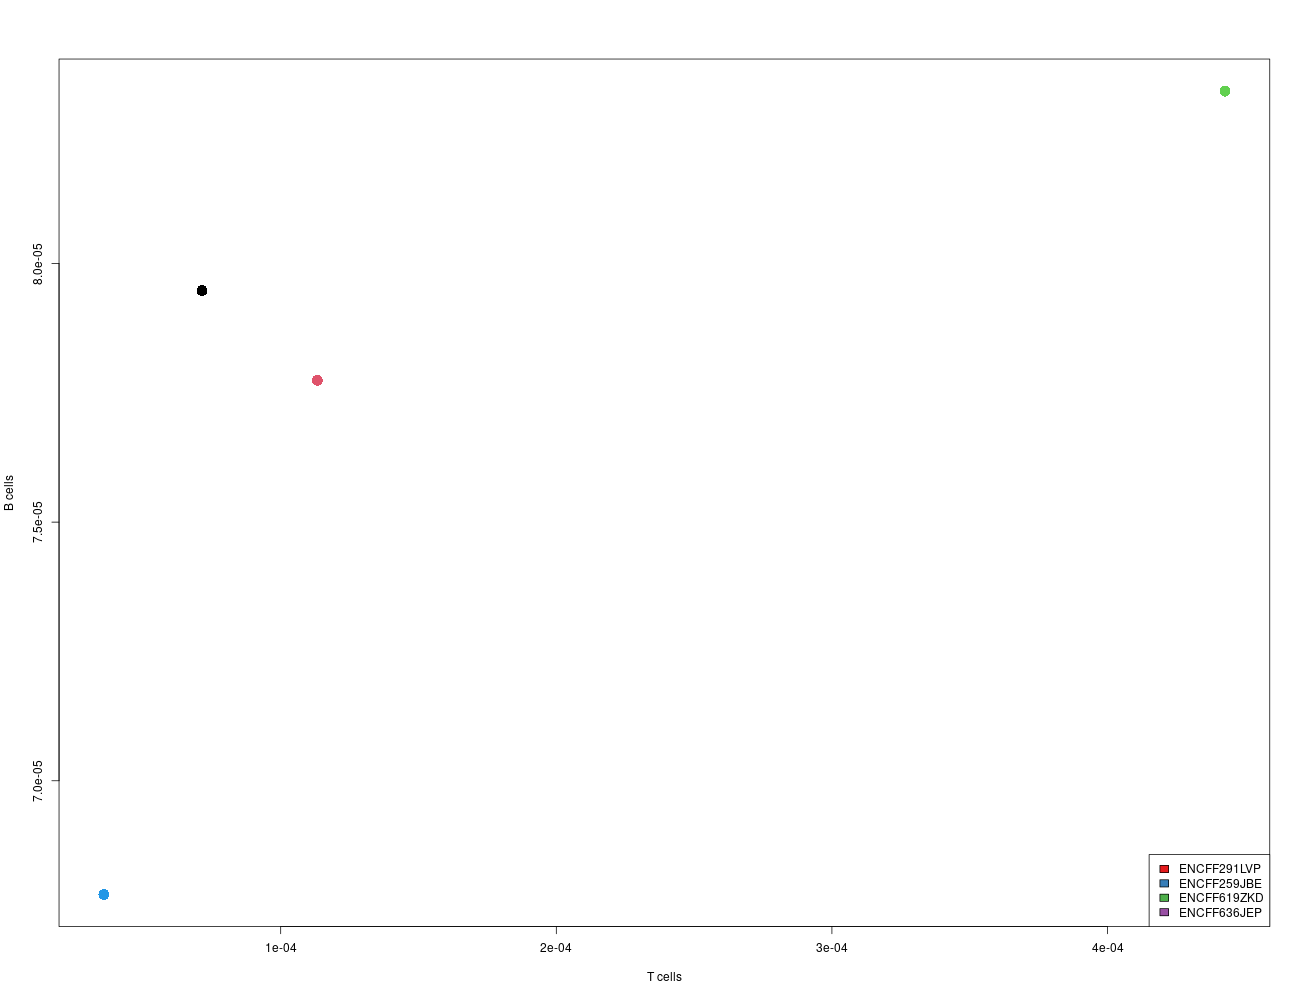 8.0e-05
7.5e-05
7.0e-05
B cells
1e-04
2e-04
3e-04
4e-04
T cells
ENCFF291LVP
ENCFF259JBE
ENCFF619ZKD
ENCFF636JEP